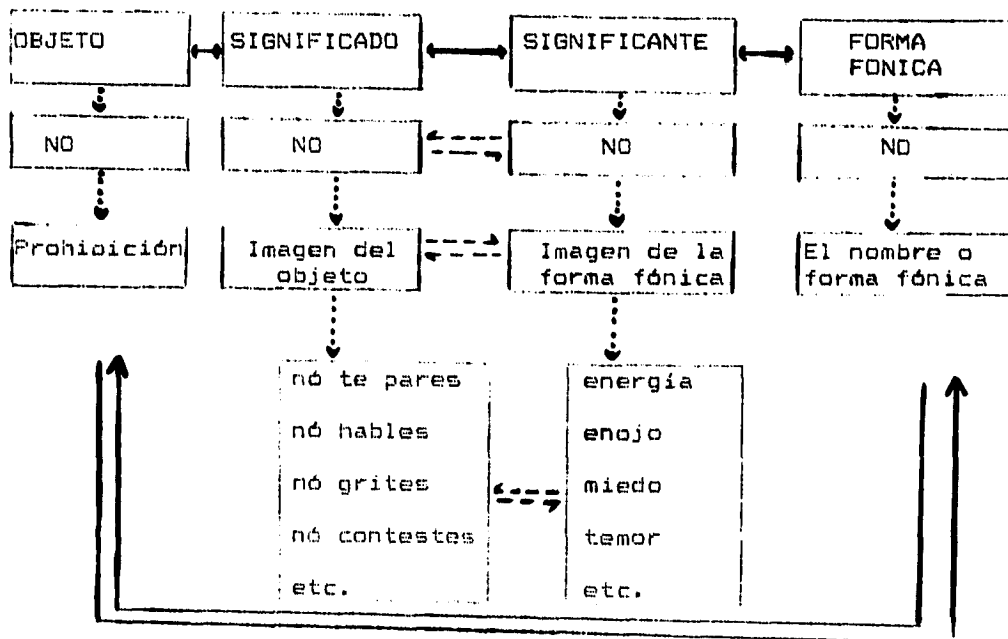 OBJETO
SIGNIFICADO
SIGNIFICANTE
FORMA
FONICA
NO
NO
NO
NO
Prohibición
Imagen del
objeto
Imagen de la
forma fónica
El nombre o
forma fónica
nó te pares
nó hables
nó grites
nó contestes
etc.
energía
enojo
miedo
temor
etc.